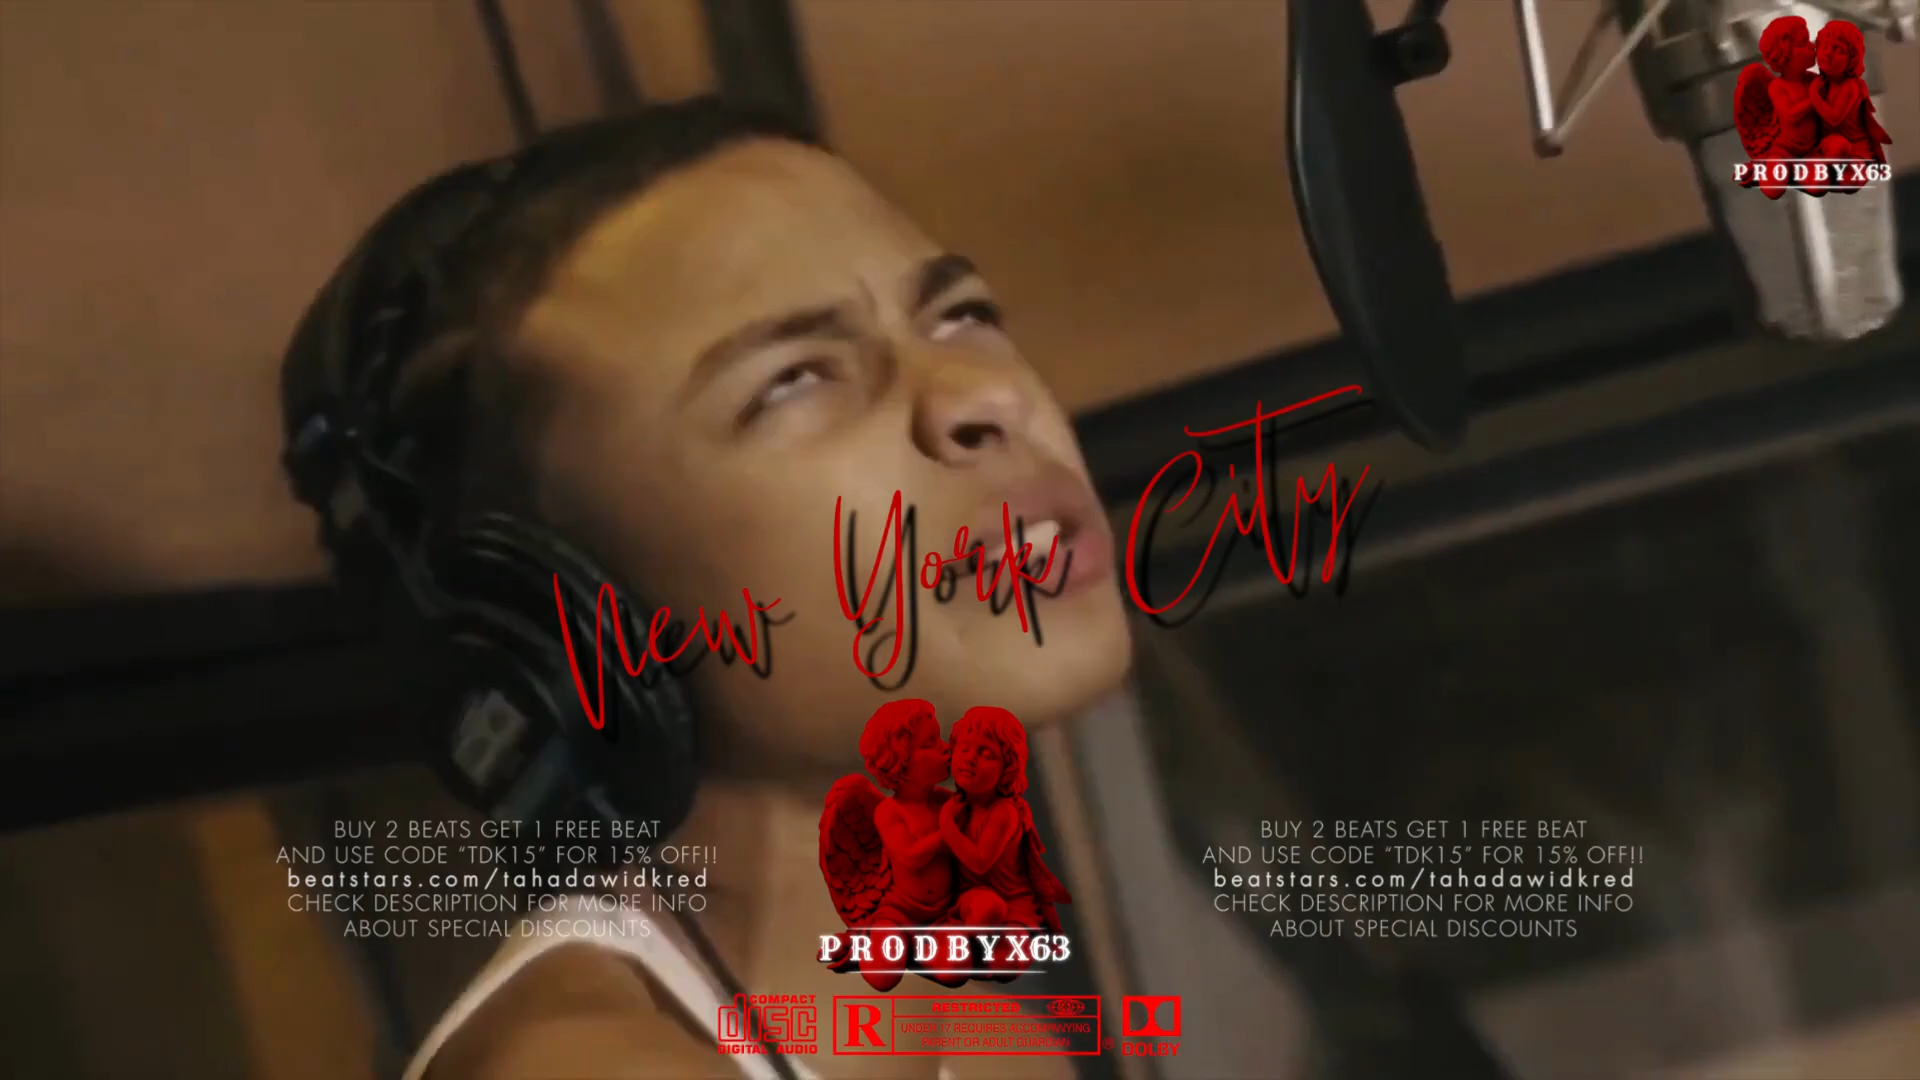 PRODBYX63
New York City
BUY 2 BEATS GET 1 FREE BEAT
AND USE CODE “TDK15” FOR 15% OFF!!
beatstars.com/tahadawidkred
CHECK DESCRIPTION FOR MORE INFO
ABOUT SPECIAL DISCOUNTS
BUY 2 BEATS GET 1 FREE BEAT
AND USE CODE “TDK15” FOR 15% OFF!!
beatstars.com/tahadawidkred
CHECK DESCRIPTION FOR MORE INFO
ABOUT SPECIAL DISCOUNTS
PRODBYX63
COMPACT
disc
DIGITAL AUDIO
R
RESTRICTED
UNDER 17 REQUIRES ACCOMPANYING
PARENT OR ADULT GUARDIAN
®
DOLBY